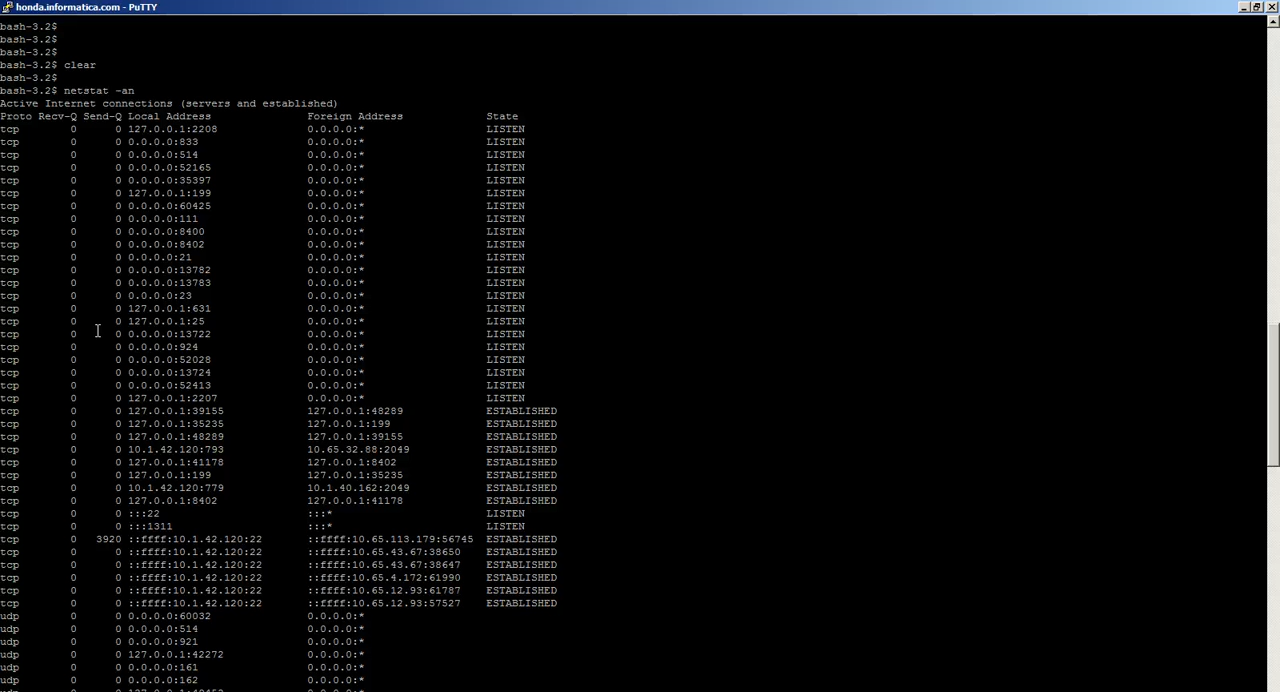 honda.informatica.com - PuTTY
bash-3.2$
bash-3.2$
bash-3.2$
bash-3.2$ clear
bash-3.2$
bash-3.2$ netstat -an
Active Internet connections (servers and established)
Proto Recv-Q Send-Q Local Address Foreign Address State
tcp 0 0 127.0.0.1:2208 0.0.0.0:* LISTEN
tcp 0 0 0.0.0.0:833 0.0.0.0:* LISTEN
tcp 0 0 0.0.0.0:514 0.0.0.0:* LISTEN
tcp 0 0 0.0.0.0:52165 0.0.0.0:* LISTEN
tcp 0 0 0.0.0.0:35397 0.0.0.0:* LISTEN
tcp 0 0 127.0.0.1:199 0.0.0.0:* LISTEN
tcp 0 0 0.0.0.0:60425 0.0.0.0:* LISTEN
tcp 0 0 0.0.0.0:111 0.0.0.0:* LISTEN
tcp 0 0 0.0.0.0:8400 0.0.0.0:* LISTEN
tcp 0 0 0.0.0.0:8402 0.0.0.0:* LISTEN
tcp 0 0 0.0.0.0:21 0.0.0.0:* LISTEN
tcp 0 0 0.0.0.0:13782 0.0.0.0:* LISTEN
tcp 0 0 0.0.0.0:13783 0.0.0.0:* LISTEN
tcp 0 0 0.0.0.0:23 0.0.0.0:* LISTEN
tcp 0 0 127.0.0.1:631 0.0.0.0:* LISTEN
tcp 0 0 127.0.0.1:25 0.0.0.0:* LISTEN
tcp 0 0 0.0.0.0:13722 0.0.0.0:* LISTEN
tcp 0 0 0.0.0.0:924 0.0.0.0:* LISTEN
tcp 0 0 0.0.0.0:52028 0.0.0.0:* LISTEN
tcp 0 0 0.0.0.0:13724 0.0.0.0:* LISTEN
tcp 0 0 0.0.0.0:52413 0.0.0.0:* LISTEN
tcp 0 0 127.0.0.1:2207 0.0.0.0:* LISTEN
tcp 0 0 127.0.0.1:39155 127.0.0.1:48289 ESTABLISHED
tcp 0 0 127.0.0.1:35235 127.0.0.1:199 ESTABLISHED
tcp 0 0 127.0.0.1:48289 127.0.0.1:39155 ESTABLISHED
tcp 0 0 10.1.42.120:793 10.65.32.88:2049 ESTABLISHED
tcp 0 0 127.0.0.1:41178 127.0.0.1:8402 ESTABLISHED
tcp 0 0 127.0.0.1:199 127.0.0.1:35235 ESTABLISHED
tcp 0 0 10.1.42.120:779 10.1.40.162:2049 ESTABLISHED
tcp 0 0 127.0.0.1:8402 127.0.0.1:41178 ESTABLISHED
tcp 0 0 :::22 :::* LISTEN
tcp 0 0 :::1311 :::* LISTEN
tcp 0 3920 ::ffff:10.1.42.120:22 ::ffff:10.65.113.179:56745 ESTABLISHED
tcp 0 0 ::ffff:10.1.42.120:22 ::ffff:10.65.43.67:38650 ESTABLISHED
tcp 0 0 ::ffff:10.1.42.120:22 ::ffff:10.65.43.67:38647 ESTABLISHED
tcp 0 0 ::ffff:10.1.42.120:22 ::ffff:10.65.4.172:61990 ESTABLISHED
tcp 0 0 ::ffff:10.1.42.120:22 ::ffff:10.65.12.93:61787 ESTABLISHED
tcp 0 0 ::ffff:10.1.42.120:22 ::ffff:10.65.12.93:57527 ESTABLISHED
udp 0 0 0.0.0.0:60032 0.0.0.0:*
udp 0 0 0.0.0.0:514 0.0.0.0:*
udp 0 0 0.0.0.0:921 0.0.0.0:*
udp 0 0 127.0.0.1:42272 0.0.0.0:*
udp 0 0 0.0.0.0:161 0.0.0.0:*
udp 0 0 0.0.0.0:162 0.0.0.0:*